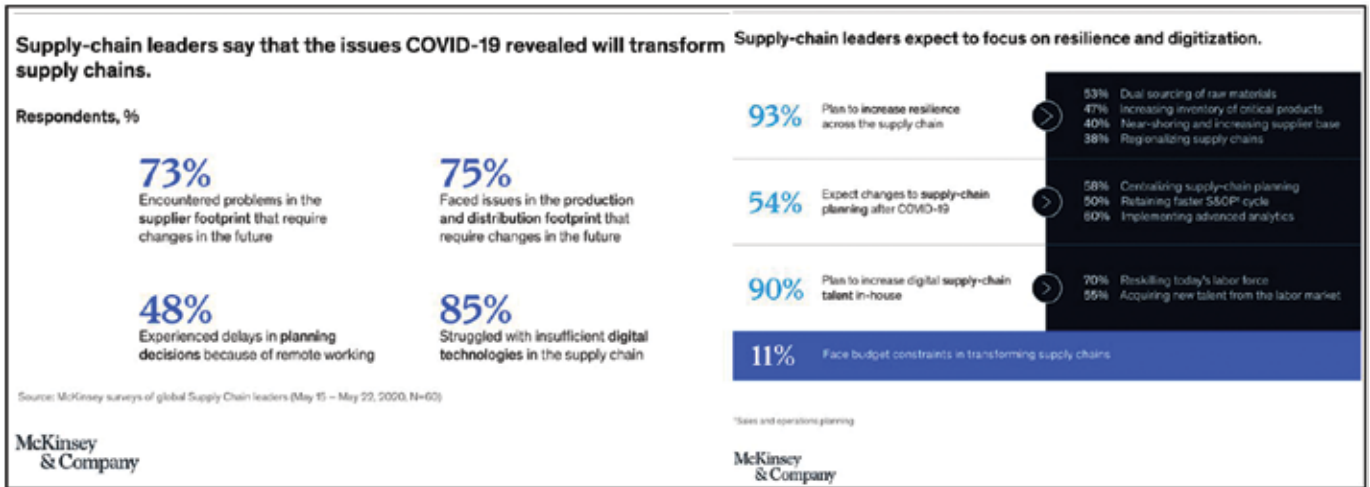 Supply-chain leaders say that the issues COVID-19 revealed will transform
supply chains.
Respondents, %
73%
Encountered problems in the
supplier footprint that require
changes in the future
75%
Faced issues in the production
and distribution footprint that
require changes in the future
48%
Experienced delays in planning
decisions because of remote working
85%
Struggled with insufficient digital
technologies in the supply chain
Source: McKinsey surveys of global Supply Chain leaders (May 15 – May 22, 2020, N=60)
McKinsey
& Company
Supply-chain leaders expect to focus on resilience and digitization.
93%
Plan to increase resilience
across the supply chain
53% Dual sourcing of raw materials
47% Increasing inventory of critical products
40% Near-shoring and increasing supplier base
38% Regionalizing supply chains
54%
Expect changes to supply-chain
planning after COVID-19
58% Centralizing supply-chain planning
50% Retaining faster S&OP¹ cycle
60% Implementing advanced analytics
90%
Plan to increase digital supply-chain
talent in-house
70% Reskilling today's labor force
55% Acquiring new talent from the labor market
11%
Face budget constraints in transforming supply chains
¹Sales and operations planning
McKinsey
& Company